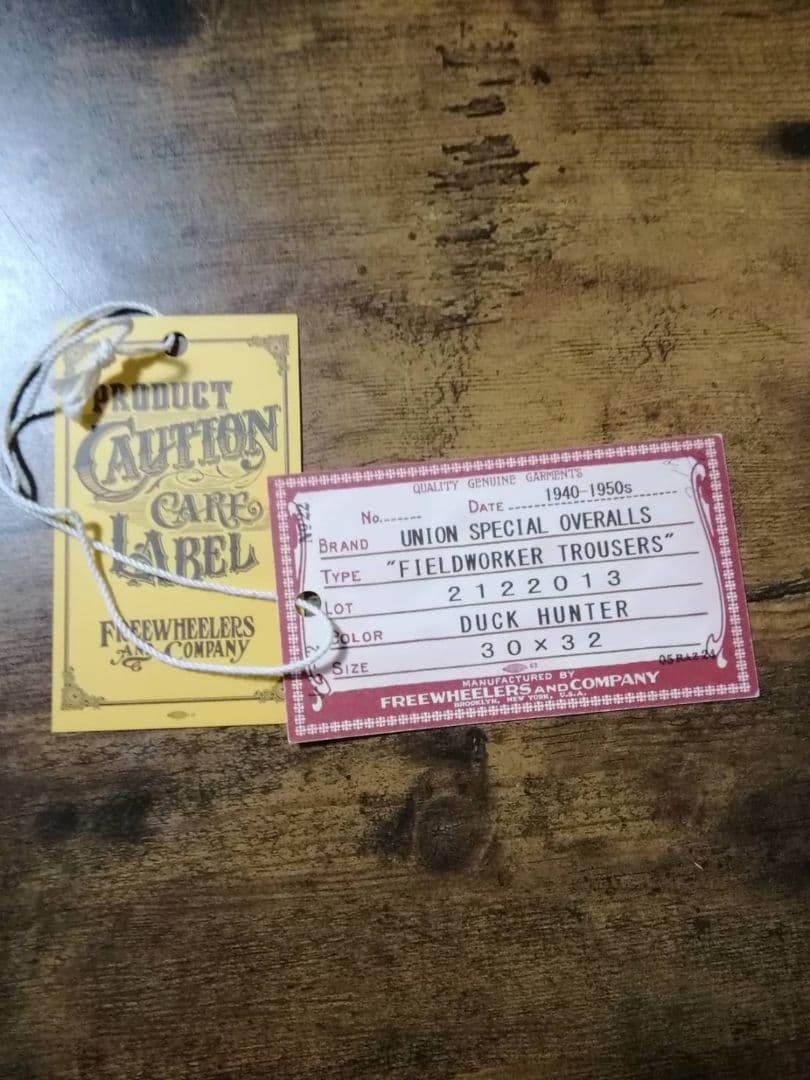 PRODUCT
CAUTION
CARE
LABEL
FREEWHEELERS
AND COMPANY
QUALITY GENUINE GARMENTS
No.
DATE 1940-1950s
BRAND UNION SPECIAL OVERALLS
TYPE "FIELDWORKER TROUSERS"
LOT 2122013
COLOR DUCK HUNTER
SIZE 30×32
MANUFACTURED BY
FREEWHEELERS AND COMPANY
BROOKLYN, NEW YORK, U.S.A.